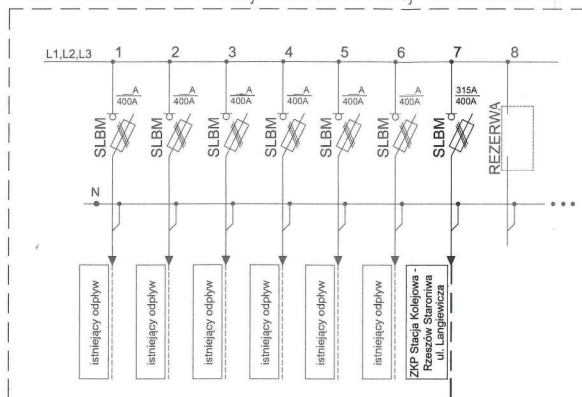 L1,L2,L3
1
2
3
4
5
6
7
8
A
400A
A
400A
A
400A
A
400A
A
400A
A
400A
315A
400A
SLBM
SLBM
SLBM
SLBM
SLBM
SLBM
SLBM
REZERWA
N
istniejący odpływ
istniejący odpływ
istniejący odpływ
istniejący odpływ
istniejący odpływ
istniejący odpływ
ZKP Stacja Kolejowa -
Rzeszów Staroniwa
ul. Langiewicza